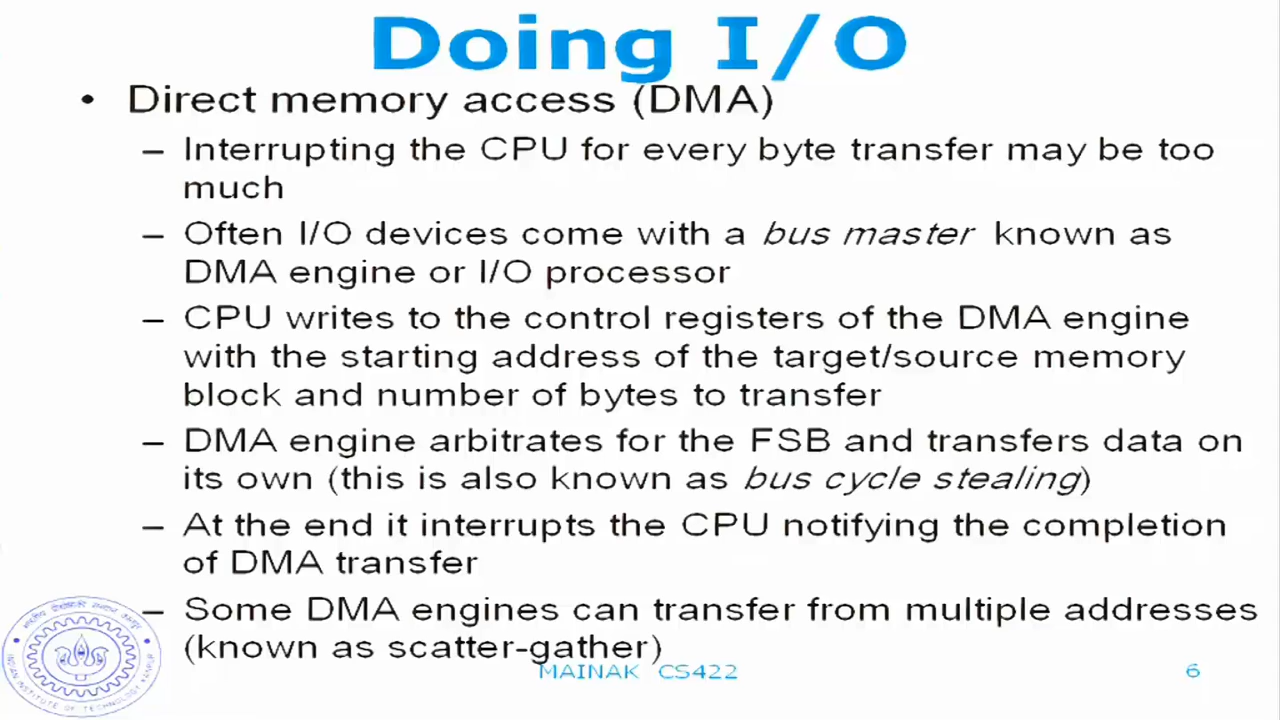 Doing I/O
• Direct memory access (DMA)
– Interrupting the CPU for every byte transfer may be too
much
– Often I/O devices come with a bus master known as
DMA engine or I/O processor
– CPU writes to the control registers of the DMA engine
with the starting address of the target/source memory
block and number of bytes to transfer
– DMA engine arbitrates for the FSB and transfers data on
its own (this is also known as bus cycle stealing)
– At the end it interrupts the CPU notifying the completion
of DMA transfer
– Some DMA engines can transfer from multiple addresses
(known as scatter-gather)
MAINAK CS422
6
INDIAN INSTITUTE OF TECHNOLOGY KANPUR